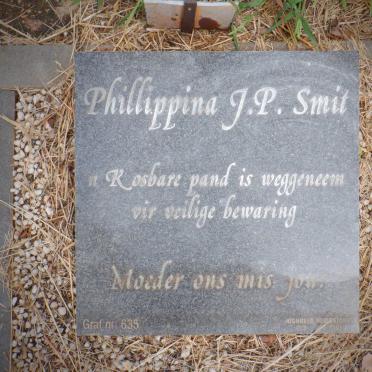 Phillippina J.P. Smit
n Kosbare pand is weggeneem
vir veilige bewaring
Moeder ons mis jou.
Graf nr. 635